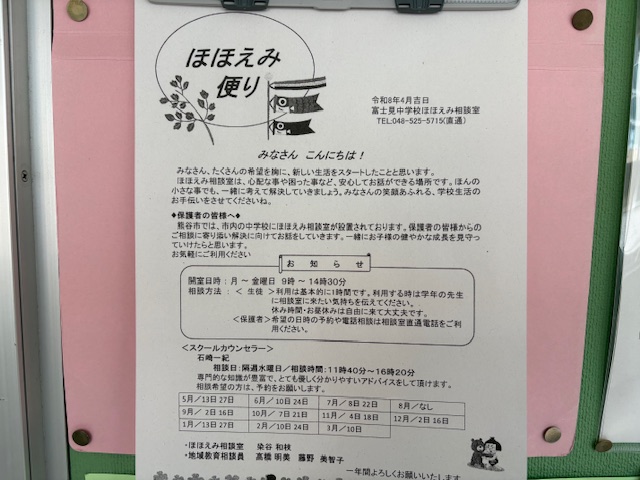 ほほえみ
便り
令和8年4月吉日
富士見中学校ほほえみ相談室
TEL:048-525-5715(直通)
みなさん こんにちは！
みなさん、たくさんの希望を胸に、新しい生活をスタートしたことと思います。
ほほえみ相談室は、心配な事や困った事など、安心してお話ができる場所です。ほんの
小さな事でも、一緒に考えて解決していきましょう。みなさんの笑顔あふれる、学校生活の
お手伝いをさせてくださいね。
◆保護者の皆様へ◆
熊谷市では、市内の中学校にほほえみ相談室が設置されております。保護者の皆様からの
ご相談に寄り添い解決に向けてお話をしていきます。一緒にお子様の健やかな成長を見守っ
ていけたらと思います。
お気軽にご利用ください
お知らせ
開室日時：月 ～ 金曜日 9時 ～ 14時30分
相談方法：＜ 生徒 ＞利用は基本的に1時間です。利用する時は学年の先生
に相談室に来たい気持ちを伝えてください。
休み時間・お昼休みは自由に来て大丈夫です。
＜保護者＞希望の日時の予約や電話相談は相談室直通電話をご利
用ください。
＜スクールカウンセラー＞
石崎一紀
相談日：隔週水曜日／相談時間：11時40分～16時20分
専門的な知識が豊富で、とても優しく分かりやすいアドバイスをして頂けます。
相談希望の方は、予約をお願いします。
5月／13日 27日 6月／10日 24日 7月／8日 22日 8月／なし
9月／ 2日 16日 10月／ 7日 21日 11月／ 4日 18日 12月／2日 16日
1月／13日 27日 2月／10日 24日 3月／10日
・ほほえみ相談室 染谷 和枝
・地域教育相談員 高橋 明美 藤野 美智子
一年間よろしくお願いいたします。